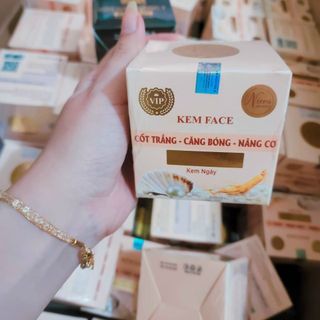 VIP
KEM FACE
CỐT TRẮNG - CĂNG BÓNG - NÂNG CƠ
Kem Ngày